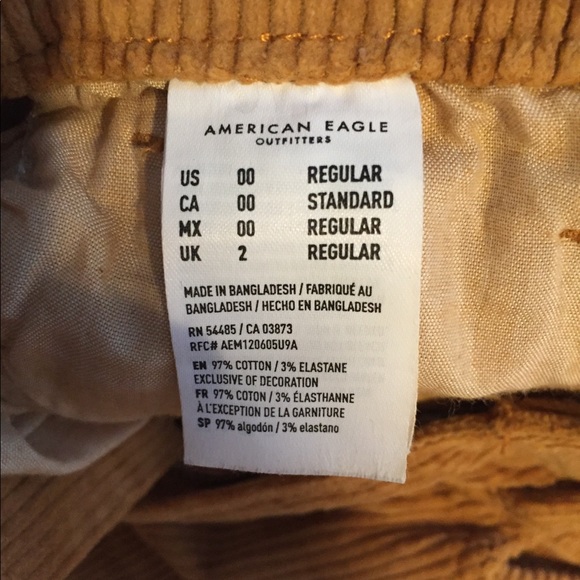 AMERICAN EAGLE
OUTFITTERS
US 00 REGULAR
CA 00 STANDARD
MX 00 REGULAR
UK 2 REGULAR
MADE IN BANGLADESH / FABRIQUÉ AU
BANGLADESH / HECHO EN BANGLADESH
RN 54485 / CA 03873
RFC# AEM120605U9A
EN 97% COTTON / 3% ELASTANE
EXCLUSIVE OF DECORATION
FR 97% COTON / 3% ÉLASTHANNE
À L'EXCEPTION DE LA GARNITURE
SP 97% algodón / 3% elastano